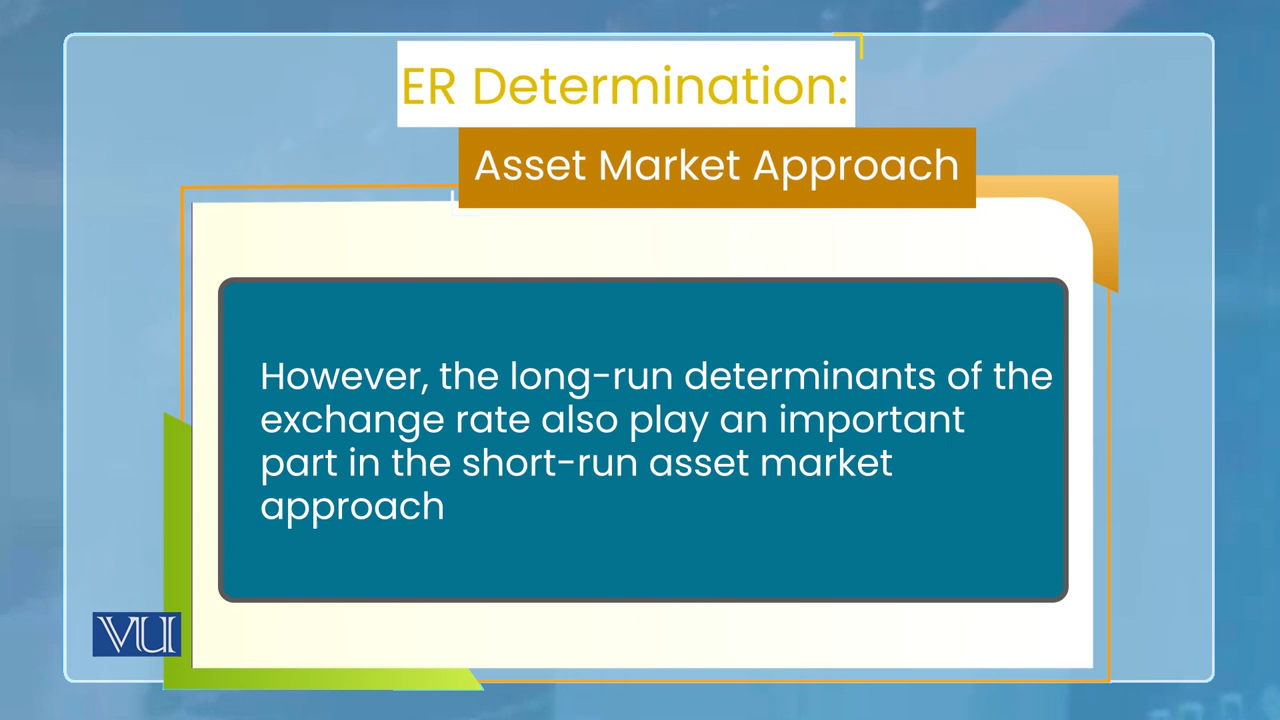 ER Determination:
Asset Market Approach
However, the long-run determinants of the
exchange rate also play an important
part in the short-run asset market
approach
VU